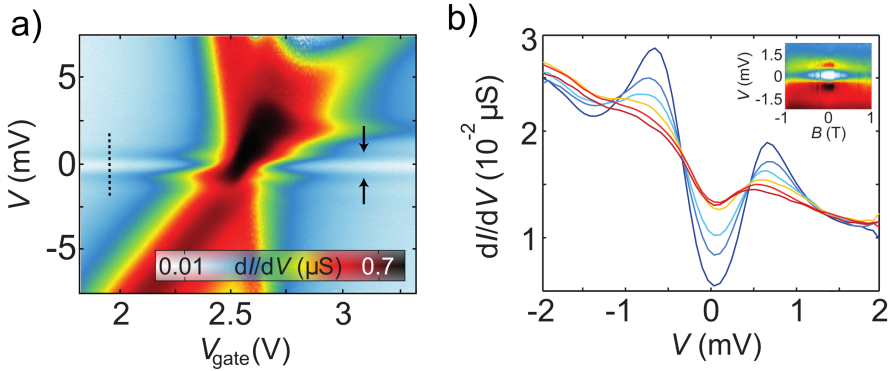 a)
V (mV)
5
0
-5
0.01 dI/dV (µS) 0.7
2 2.5 3
Vgate(V)
b)
dI/dV (10-2 µS)
3
2
1
-2 -1 0 1 2
V (mV)
V (mV)
1.5
0
-1.5
-1 0 1
B (T)